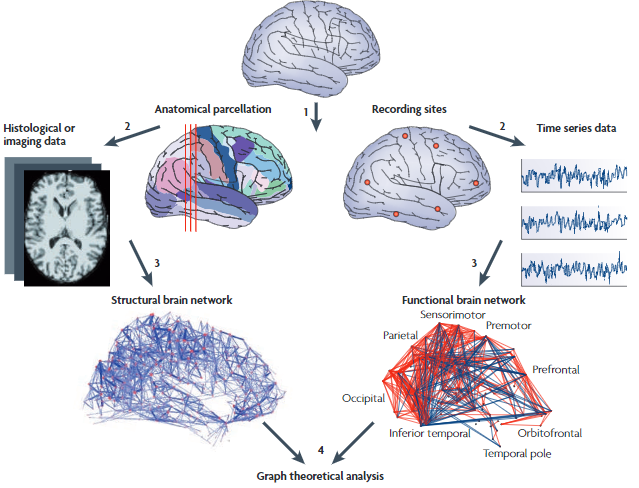 1
Anatomical parcellation
Recording sites
Histological or
imaging data
2
2
Time series data
3
3
Structural brain network
Functional brain network
Sensorimotor
Premotor
Parietal
Prefrontal
Occipital
Inferior temporal
Orbitofrontal
Temporal pole
4
Graph theoretical analysis